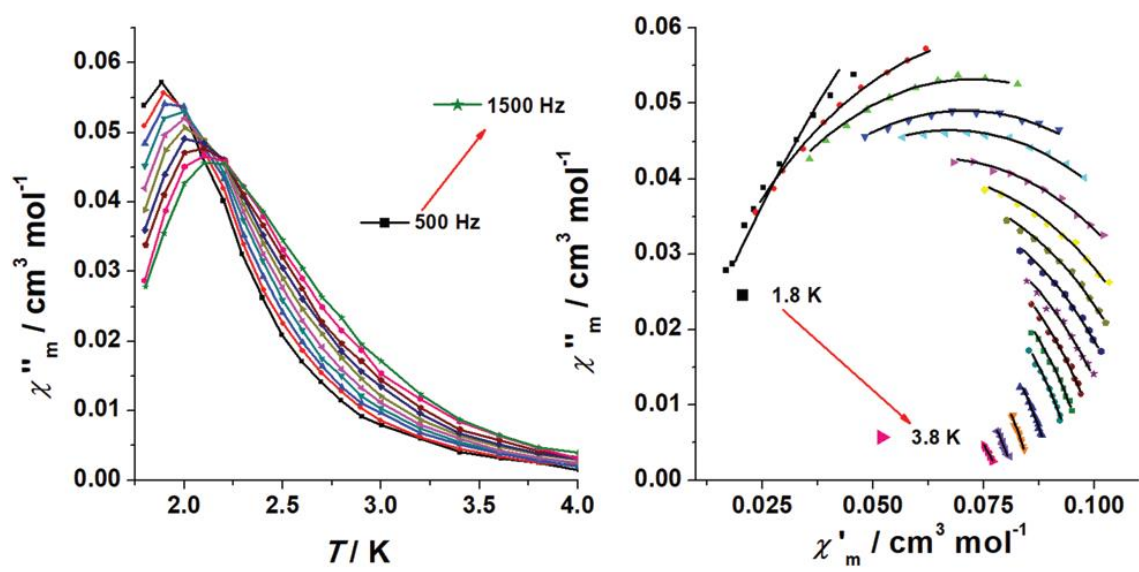 0.06
0.05
0.04
0.03
0.02
0.01
0.00
χ''m / cm³ mol⁻¹
1500 Hz
500 Hz
2.0 2.5 3.0 3.5 4.0
T / K
0.06
0.05
0.04
0.03
0.02
0.01
0.00
χ''m / cm³ mol⁻¹
1.8 K
3.8 K
0.025 0.050 0.075 0.100
χ'm / cm³ mol⁻¹